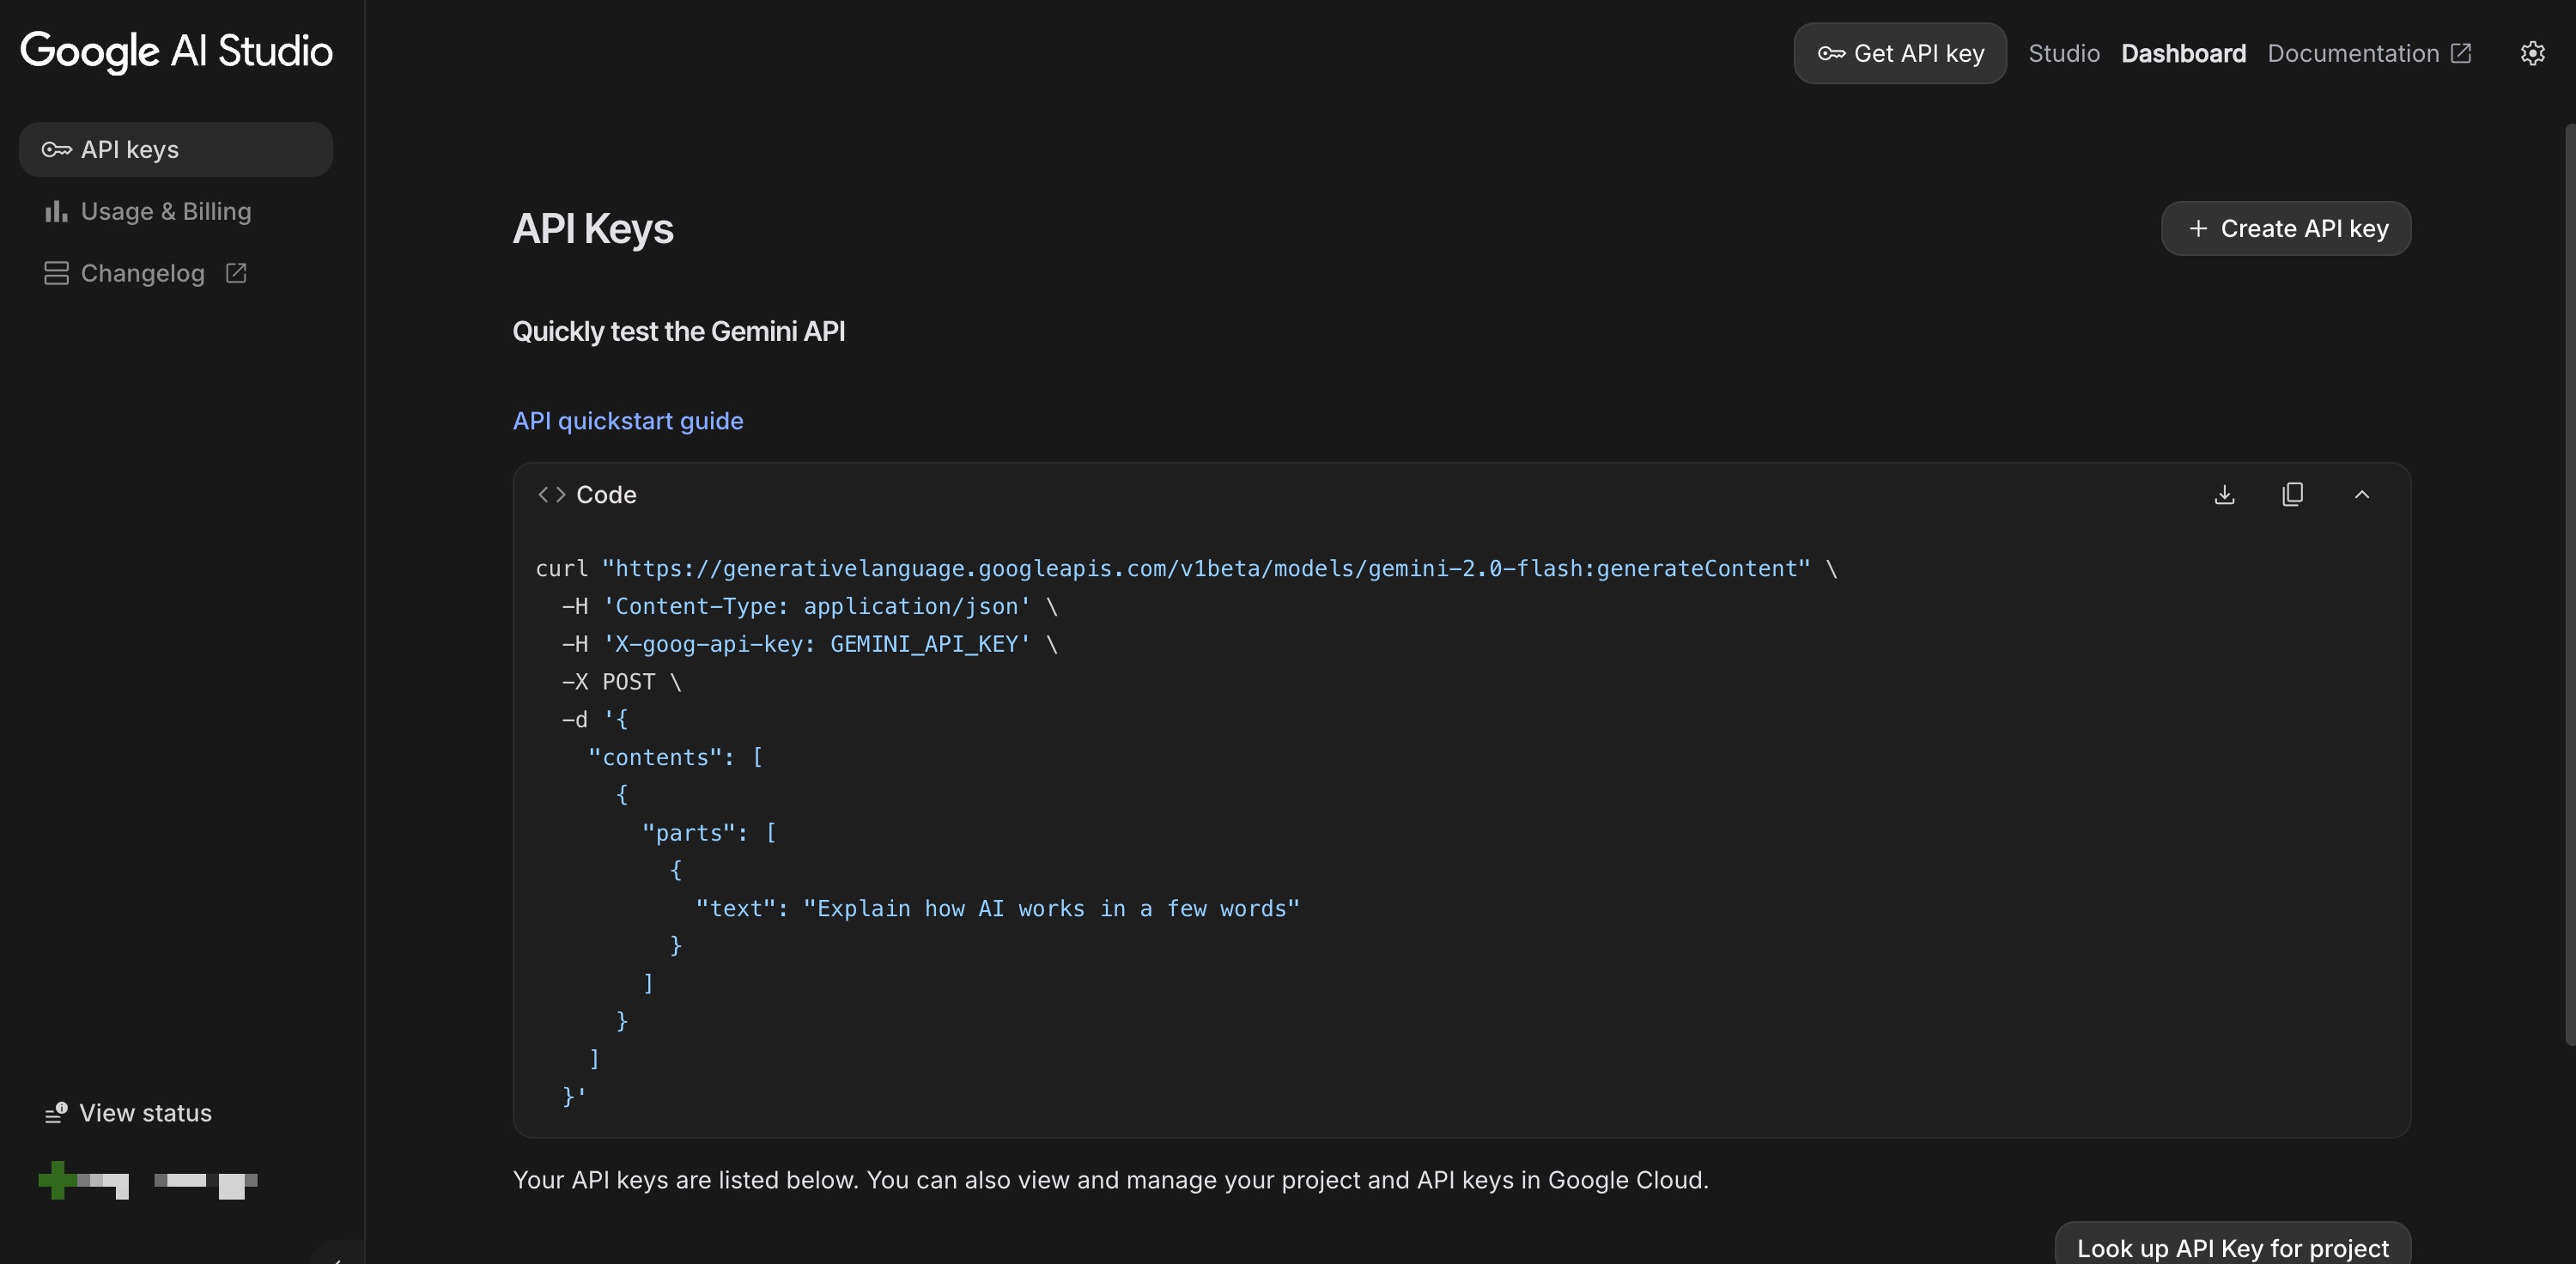 Google AI Studio
Get API key
Studio
Dashboard
Documentation
API keys
Usage & Billing
Changelog
API Keys
Create API key
Quickly test the Gemini API
API quickstart guide
Code
curl "https://generativelanguage.googleapis.com/v1beta/models/gemini-2.0-flash:generateContent" \
  -H 'Content-Type: application/json' \
  -H 'X-goog-api-key: GEMINI_API_KEY' \
  -X POST \
  -d '{
    "contents": [
      {
        "parts": [
          {
            "text": "Explain how AI works in a few words"
          }
        ]
      }
    ]
  }'
View status
Your API keys are listed below. You can also view and manage your project and API keys in Google Cloud.
Look up API Key for project